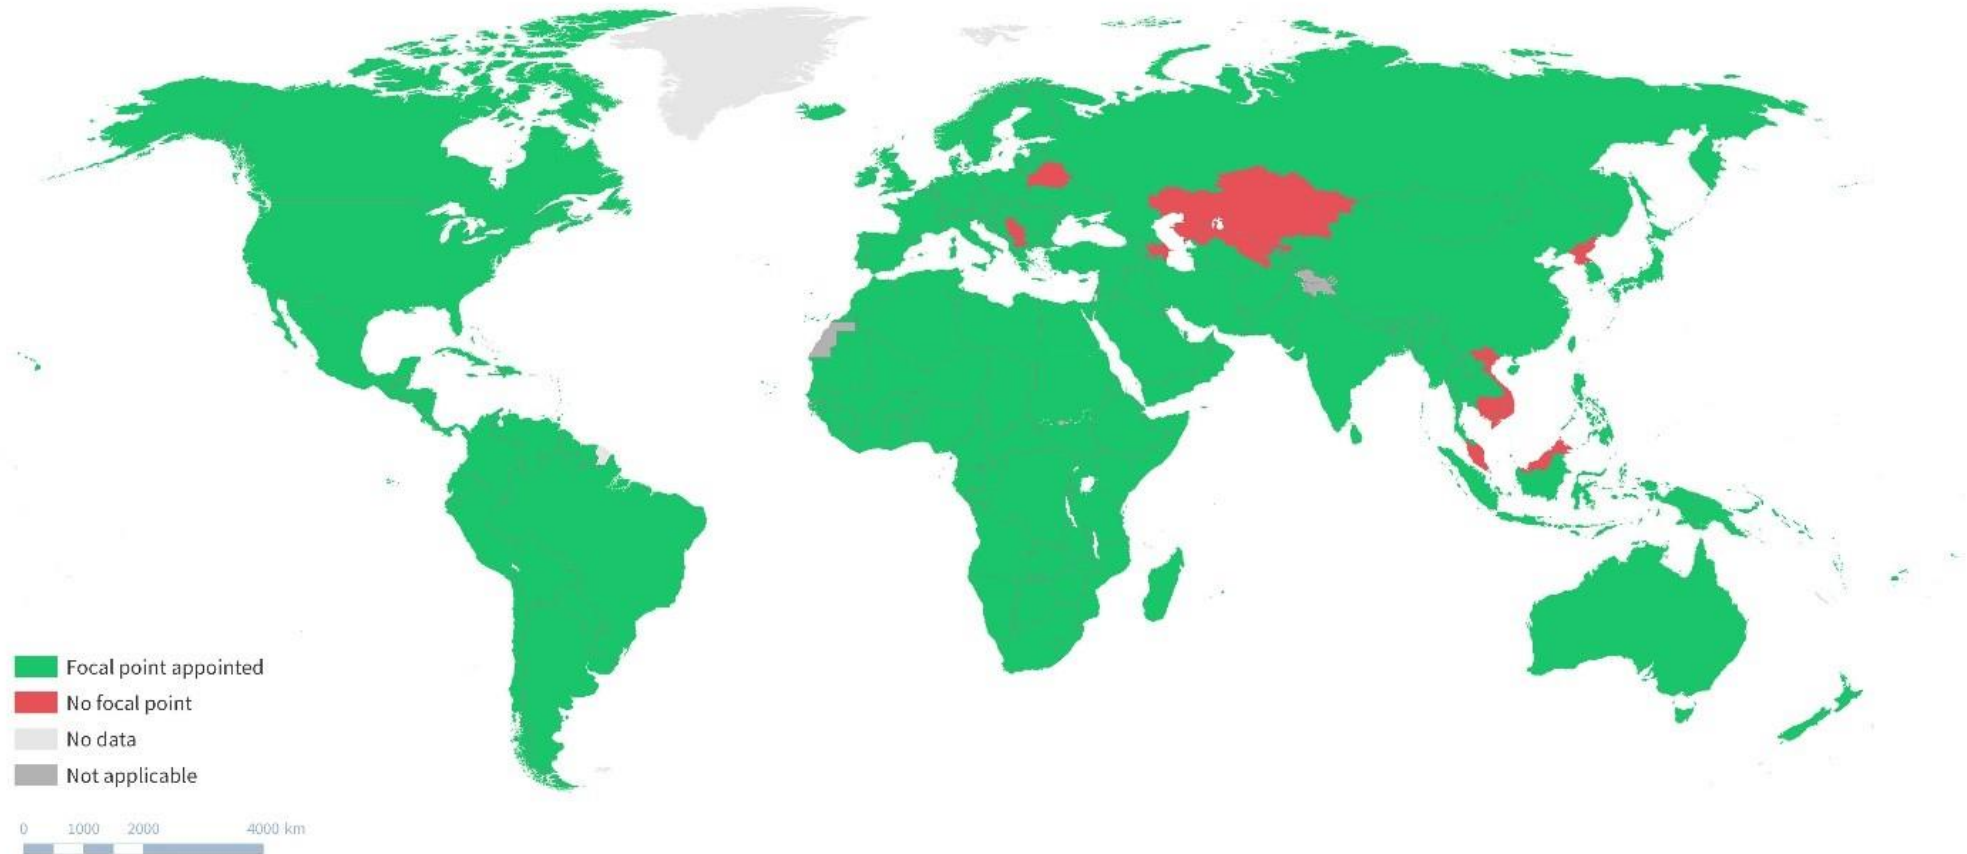 Focal point appointed
No focal point
No data
Not applicable
0 1000 2000 4000 km